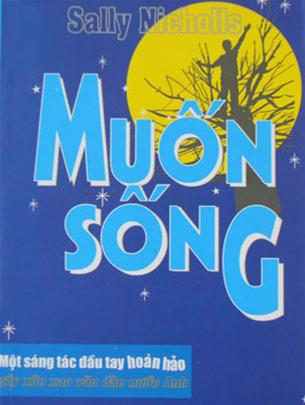 Sally Nicholls
MUỐN
SỐNG
Một sáng tác đầu tay hoàn hảo
gây xôn xao văn đàn nước Anh